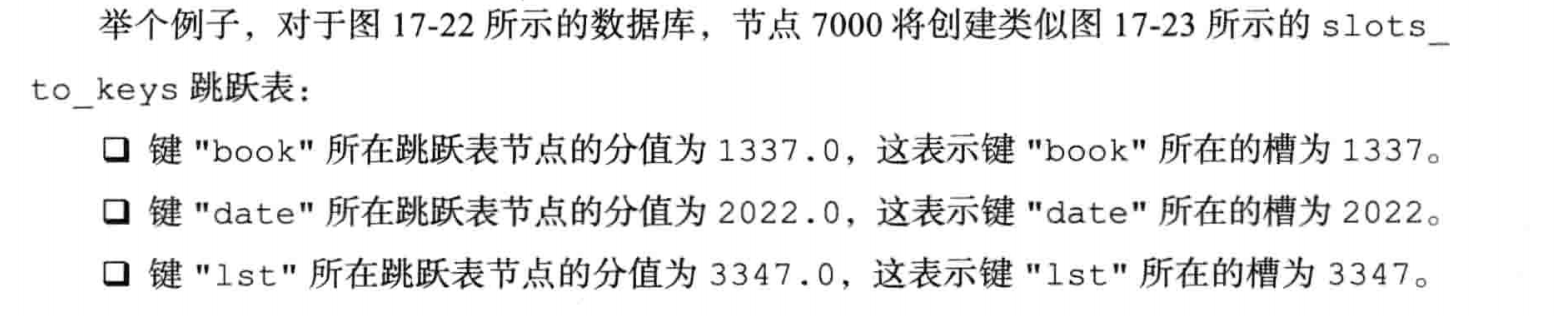 举个例子，对于图 17-22 所示的数据库，节点 7000 将创建类似图 17-23 所示的 slots_
to_keys 跳跃表：
❑ 键 "book" 所在跳跃表节点的分值为 1337.0，这表示键 "book" 所在的槽为 1337。
❑ 键 "date" 所在跳跃表节点的分值为 2022.0，这表示键 "date" 所在的槽为 2022。
❑ 键 "lst" 所在跳跃表节点的分值为 3347.0，这表示键 "lst" 所在的槽为 3347。